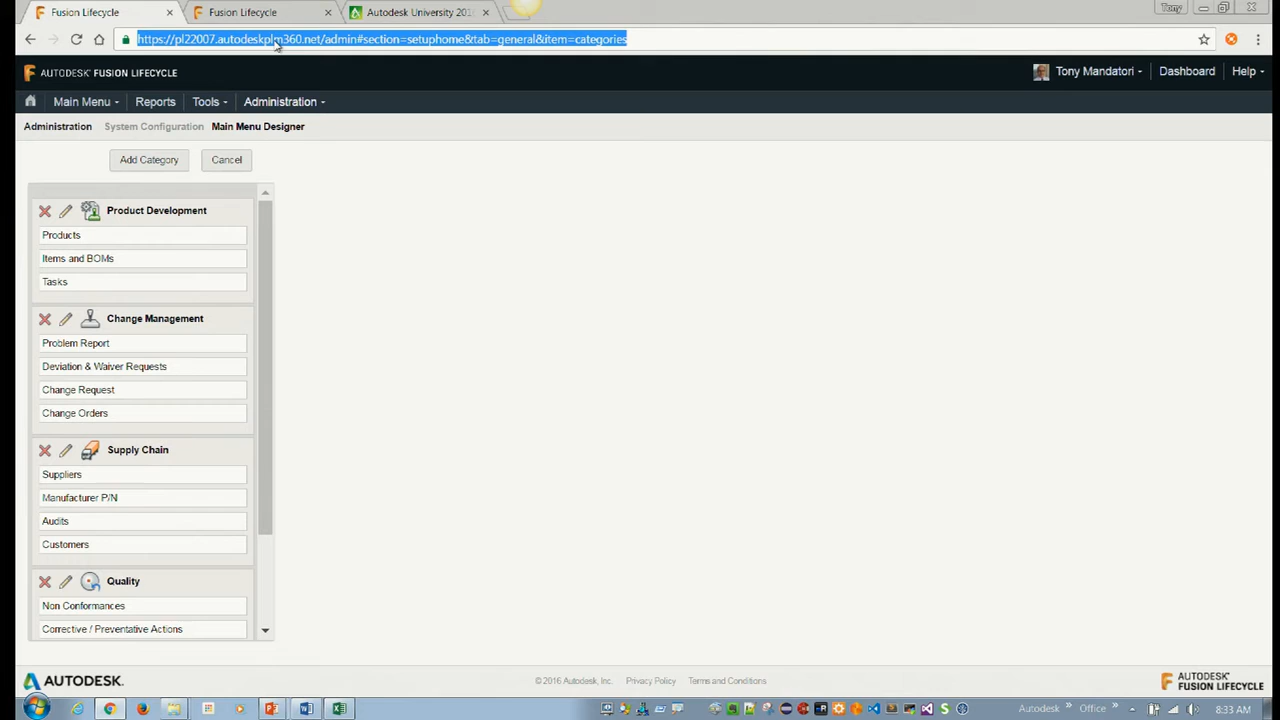 Fusion Lifecycle × Fusion Lifecycle × Autodesk University 201 × Tony
https://pl22007.autodeskplm360.net/admin#section=setuphome&tab=general&item=categories
AUTODESK® FUSION LIFECYCLE Tony Mandatori Dashboard Help
Main Menu Reports Tools Administration
Administration System Configuration Main Menu Designer
Add Category Cancel
Product Development
Products
Items and BOMs
Tasks
Change Management
Problem Report
Deviation & Waiver Requests
Change Request
Change Orders
Supply Chain
Suppliers
Manufacturer P/N
Audits
Customers
Quality
Non Conformances
Corrective / Preventative Actions
AUTODESK. © 2016 Autodesk, Inc. Privacy Policy Terms and Conditions AUTODESK® FUSION LIFECYCLE
Autodesk » Office » 8:33 AM